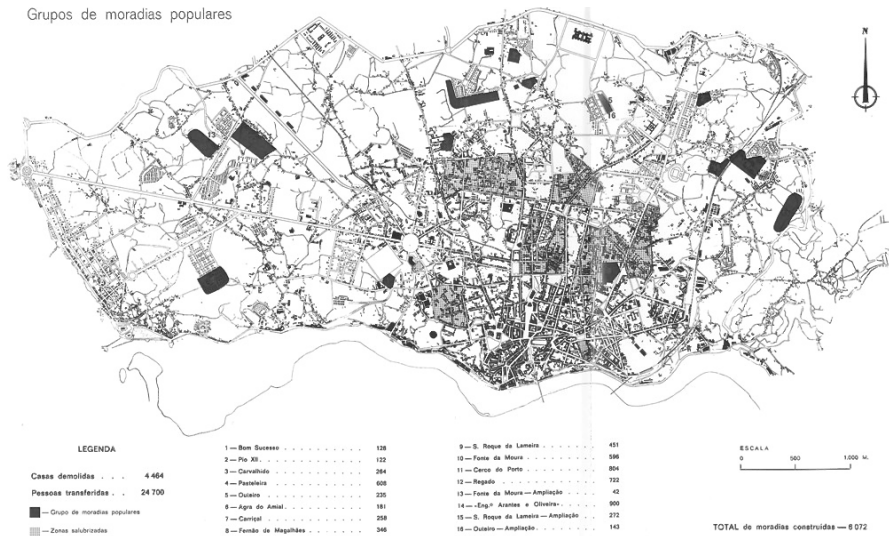 Grupos de moradias populares
N
13
16
LEGENDA
Casas demolidas . . . 4 464
Pessoas transferidas . . 24 700
— Grupo de moradias populares
— Zonas salubrizadas
1 — Bom Sucesso . . . . . . . . . . 128
2 — Pio XII . . . . . . . . . . 122
3 — Carvalhido . . . . . . . . . . 264
4 — Pasteleira . . . . . . . . . . 608
5 — Outeiro . . . . . . . . . . 235
6 — Agra do Amial . . . . . . . . . . 181
7 — Carriçal . . . . . . . . . . 258
8 — Fernão de Magalhães . . . . . . . 346
9 — S. Roque da Lameira . . . . . . . . 451
10 — Fonte da Moura . . . . . . . . . 596
11 — Cerco do Porto . . . . . . . . . 804
12 — Regado . . . . . . . . . . 722
13 — Fonte da Moura — Ampliação . . . . . 42
14 — «Eng.º Arantes e Oliveira» . . . . . . 900
15 — S. Roque da Lameira — Ampliação . . . 272
16 — Outeiro — Ampliação . . . . . . . 143
ESCALA
0 500 1.000 M.
TOTAL de moradias construidas — 6 072